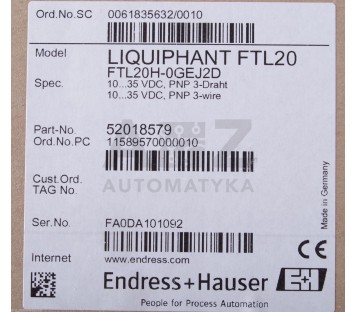 Ord.No.SC 0061835632/0010
Model LIQUIPHANT FTL20
FTL20H-0GEJ2D
Spec. 10...35 VDC, PNP 3-Draht
10...35 VDC, PNP 3-wire
Part-No. 52018579
Ord.No.PC 11589570000010
Cust.Ord.
TAG No.
AUTOMATYKA
Made in Germany
Ser.No. FA0DA101092
Internet www.endress.com
CE
Endress+Hauser E+H
People for Process Automation